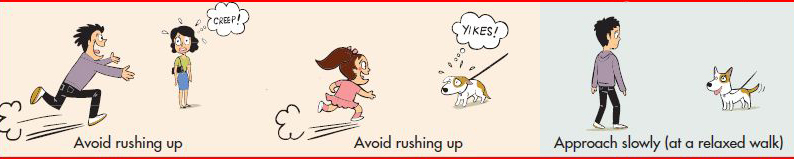 CREEP!
Avoid rushing up
YIKES!
Avoid rushing up
Approach slowly (at a relaxed walk)